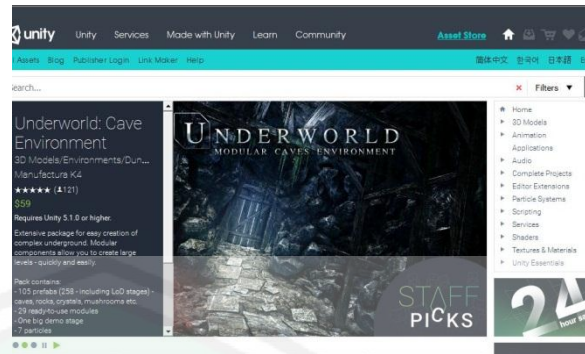 unity
Unity Services Made with Unity Learn Community Asset Store
Assets Blog Publisher Login Link Maker Help 简体中文 한국어 日本語
earch... × Filters ▼
Underworld: Cave
Environment
3D Models/Environments/Dun...
Manufactura K4
★★★★★ (121)
$59
Requires Unity 5.1.0 or higher.
Extensive package for easy creation of
complex underground. Modular
components allow you to create large
levels - quickly and easily.
Pack contains:
- 105 prefabs (258 - including LoD stages) -
caves, rocks, crystals, mushrooms etc.
- 29 ready-to-use modules
- One big demo stage
- 7 particles
UNDERWORLD
MODULAR CAVES ENVIRONMENT
STAFF
PICKS
Home
3D Models
Animation
Applications
Audio
Complete Projects
Editor Extensions
Particle Systems
Scripting
Services
Shaders
Textures & Materials
Unity Essentials
24
hour sa